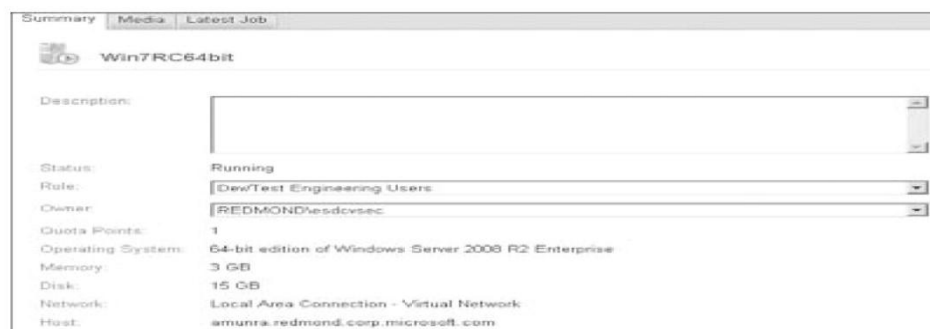 Summary Media Latest Job
Win7RC64bit
Description:
Status: Running
Role: Dev/Test Engineering Users
Owner: REDMOND\esdcvsec
Quota Points: 1
Operating System: 64-bit edition of Windows Server 2008 R2 Enterprise
Memory: 3 GB
Disk: 15 GB
Network: Local Area Connection - Virtual Network
Host: amunra.redmond.corp.microsoft.com